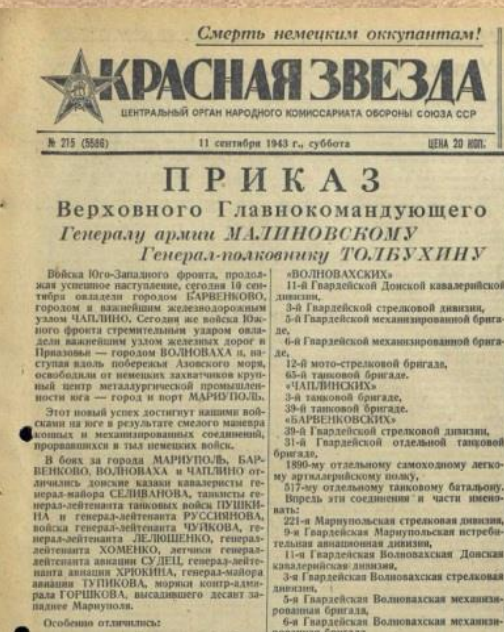 Смерть немецким оккупантам!
КРАСНАЯ ЗВЕЗДА
ЦЕНТРАЛЬНЫЙ ОРГАН НАРОДНОГО КОМИССАРИАТА ОБОРОНЫ СОЮЗА ССР
№ 215 (5586)
11 сентября 1943 г., суббота
ЦЕНА 20 КОП.
ПРИКАЗ
Верховного Главнокомандующего
Генералу армии МАЛИНОВСКОМУ
Генерал-полковнику ТОЛБУХИНУ
Войска Юго-Западного фронта, продол-
жая успешное наступление, сегодня 10 сен-
тября овладели городом БАРВЕНКОВО,
городом и важнейшим железнодорожным
узлом ЧАПЛИНО. Сегодня же войска Юж-
ного фронта стремительным ударом овла-
дели важнейшим узлом железных дорог в
Приазовье — городом ВОЛНОВАХА и, на-
ступая вдоль побережья Азовского моря,
освободили от немецких захватчиков круп-
ный центр металлургической промышлен-
ности юга — город и порт МАРИУПОЛЬ.
Этот новый успех достигнут нашими вой-
сками на юге в результате смелого маневра
конных и механизированных соединений,
прорвавшихся в тыл немецких войск.
В боях за города МАРИУПОЛЬ, БАР-
ВЕНКОВО, ВОЛНОВАХА и ЧАПЛИНО от-
личились донские казаки кавалеристы ге-
нерал-майора СЕЛИВАНОВА, танкисты ге-
нерал-лейтенанта танковых войск ПУШКИ-
НА и генерал-лейтенанта РУССИЯНОВА,
войска генерал-лейтенанта ЧУЙКОВА, ге-
нерал-лейтенанта ЛЕЛЮШЕНКО, генерал-
лейтенанта ХОМЕНКО, летчики генерал-
лейтенанта авиации СУДЕЦ, генерал-лейте-
нанта авиации ХРЮКИНА, генерал-майора
авиации ТУПИКОВА, моряки контр-адми-
рала ГОРШКОВА, высадившего десант за-
паднее Мариуполя.
Особенно отличились:
«ВОЛНОВАХСКИХ»
11-й Гвардейской Донской кавалерийской
дивизии,
3-й Гвардейской стрелковой дивизии,
5-й Гвардейской механизированной брига-
де,
6-й Гвардейской механизированной брига-
де,
12-й мото-стрелковой бригаде,
65-й танковой бригаде.
«ЧАПЛИНСКИХ»
3-й танковой бригаде,
39-й танковой бригаде.
«БАРВЕНКОВСКИХ»
39-й Гвардейской стрелковой дивизии,
31-й Гвардейской отдельной танковой
бригаде,
1890-му отдельному самоходному легко-
му артиллерийскому полку,
517-му отдельному танковому батальону.
Впредь эти соединения и части имено-
вать:
221-я Мариупольская стрелковая дивизия,
9-я Гвардейская Мариупольская истреби-
тельная авиационная дивизия,
11-я Гвардейская Волновахская Донская
кавалерийская дивизия,
3-я Гвардейская Волновахская стрелковая
дивизия,
5-я Гвардейская Волновахская механизи-
рованная бригада,
6-я Гвардейская Волновахская механизи-
рованная бригада,